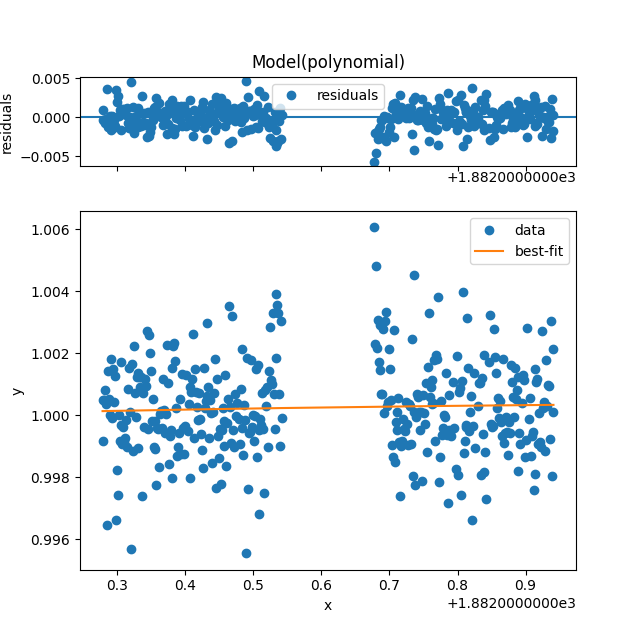 Model(polynomial)
0.005
0.000
−0.005
residuals
residuals
+1.8820000000e3
1.006
1.004
1.002
1.000
0.998
0.996
y
data
best-fit
0.3 0.4 0.5 0.6 0.7 0.8 0.9
x
+1.8820000000e3